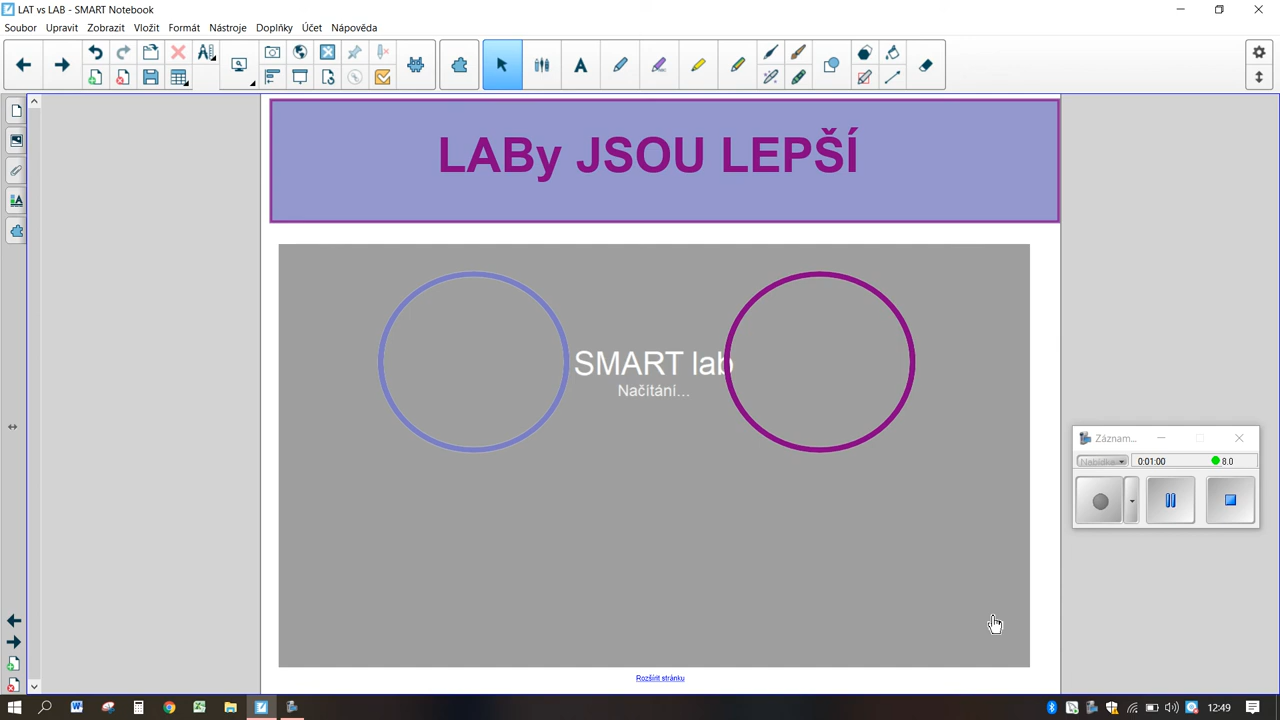 LAT vs LAB - SMART Notebook
Soubor Upravit Zobrazit Vložit Formát Nástroje Doplňky Účet Nápověda
LABy JSOU LEPŠÍ
SMART lab
Načítání...
Záznam...
Nabídka 0:01:00 8.0
Rozšířit stránku
12:49